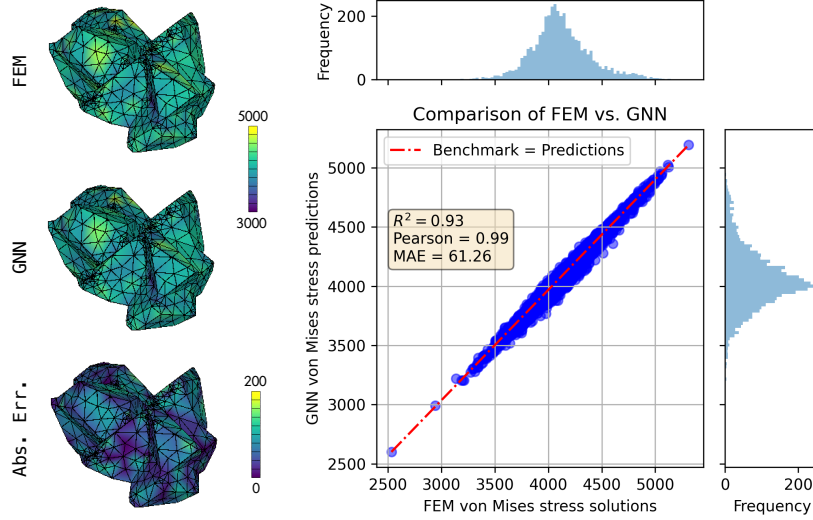 FEM
5000
3000
GNN
200
0
Abs. Err.
Frequency
200
0
Comparison of FEM vs. GNN
Benchmark = Predictions
R² = 0.93
Pearson = 0.99
MAE = 61.26
GNN von Mises stress predictions
5000
4500
4000
3500
3000
2500
2500 3000 3500 4000 4500 5000
FEM von Mises stress solutions
0 200
Frequency